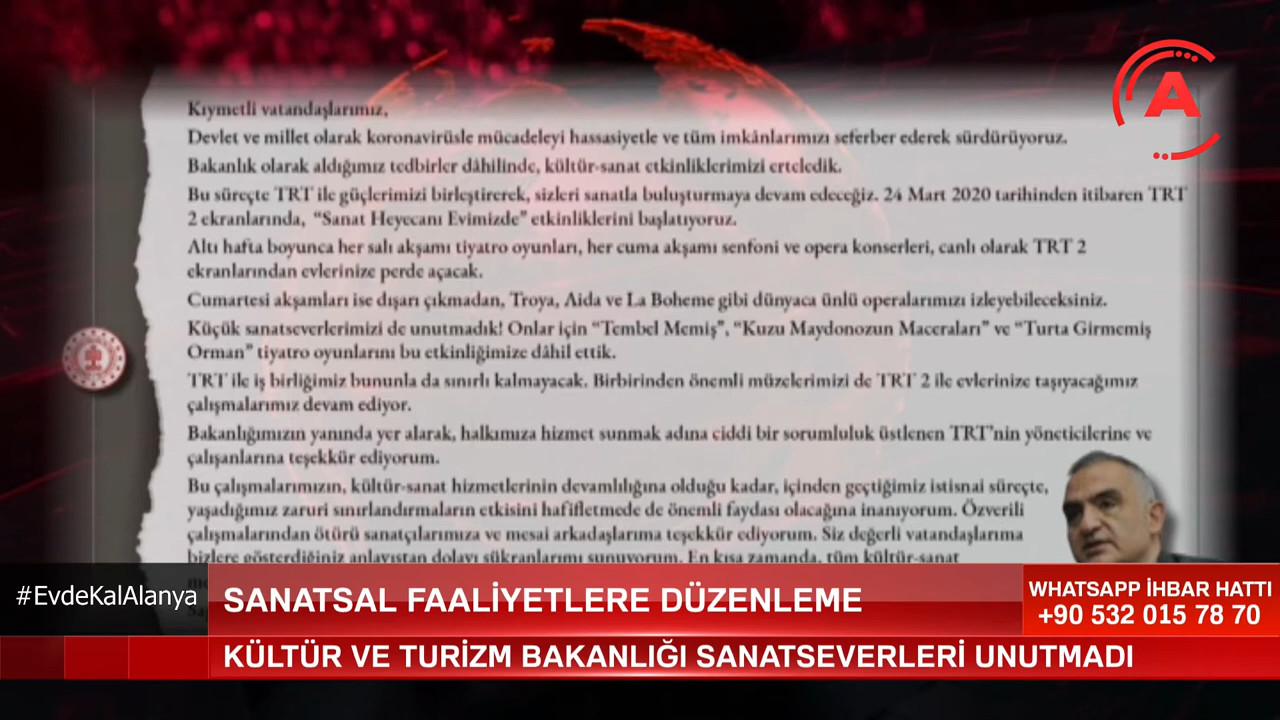 A
Kıymetli vatandaşlarımız,
Devlet ve millet olarak koronavirüsle mücadeleyi hassasiyetle ve tüm imkânlarımızı seferber ederek sürdürüyoruz.
Bakanlık olarak aldığımız tedbirler dâhilinde, kültür-sanat etkinliklerimizi erteledik.
Bu süreçte TRT ile güçlerimizi birleştirerek, sizleri sanatla buluşturmaya devam edeceğiz. 24 Mart 2020 tarihinden itibaren TRT
2 ekranlarında, “Sanat Heyecanı Evimizde” etkinliklerini başlatıyoruz.
Altı hafta boyunca her salı akşamı tiyatro oyunları, her cuma akşamı senfoni ve opera konserleri, canlı olarak TRT 2
ekranlarından evlerinize perde açacak.
Cumartesi akşamları ise dışarı çıkmadan, Troya, Aida ve La Boheme gibi dünyaca ünlü operalarımızı izleyebileceksiniz.
Küçük sanatseverlerimizi de unutmadık! Onlar için “Tembel Memiş”, “Kuzu Maydonozun Maceraları” ve “Turta Girmemiş
Orman” tiyatro oyunlarını bu etkinliğimize dâhil ettik.
TRT ile iş birliğimiz bununla da sınırlı kalmayacak. Birbirinden önemli müzelerimizi de TRT 2 ile evlerinize taşıyacağımız
çalışmalarımız devam ediyor.
Bakanlığımızın yanında yer alarak, halkımıza hizmet sunmak adına ciddi bir sorumluluk üstlenen TRT’nin yöneticilerine ve
çalışanlarına teşekkür ediyorum.
Bu çalışmalarımızın, kültür-sanat hizmetlerinin devamlılığına olduğu kadar, içinden geçtiğimiz istisnai süreçte,
yaşadığımız zaruri sınırlandırmaların etkisini hafifletmede de önemli faydası olacağına inanıyorum. Özverili
çalışmalarından ötürü sanatçılarımıza ve mesai arkadaşlarıma teşekkür ediyorum. Siz değerli vatandaşlarıma
bizlere gösterdiğiniz anlayıştan dolayı şükranlarımı sunuyorum. En kısa zamanda, tüm kültür-sanat
#EvdeKalAlanya
SANATSAL FAALİYETLERE DÜZENLEME
WHATSAPP İHBAR HATTI
+90 532 015 78 70
KÜLTÜR VE TURİZM BAKANLIĞI SANATSEVERLERİ UNUTMADI